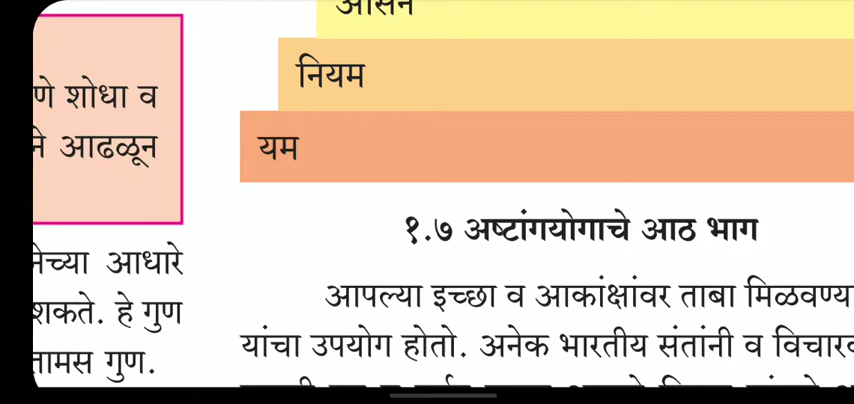 आसन
नियम
यम
णे शोधा व
आढळून
१.७ अष्टांगयोगाचे आठ भाग
च्या आधारे
शकते. हे गुण
तामस गुण.
आपल्या इच्छा व आकांक्षांवर ताबा मिळवण्या
यांचा उपयोग होतो. अनेक भारतीय संतांनी व विचार